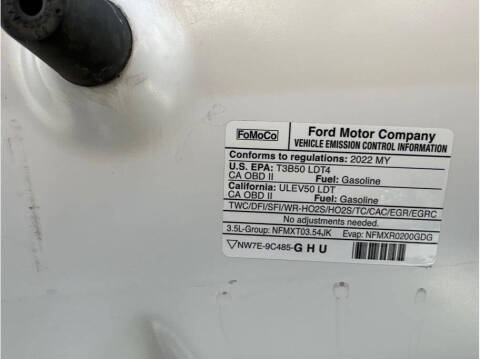 FoMoCo
Ford Motor Company
VEHICLE EMISSION CONTROL INFORMATION
Conforms to regulations: 2022 MY
U.S. EPA: T3B50 LDT4
CA OBD II Fuel: Gasoline
California: ULEV50 LDT
CA OBD II Fuel: Gasoline
TWC/DFI/SFI/WR-HO2S/HO2S/TC/CAC/EGR/EGRC
No adjustments needed.
3.5L-Group: NFMXT03.54JK Evap: NFMXR0200GDG
NW7E-9C485-GHU